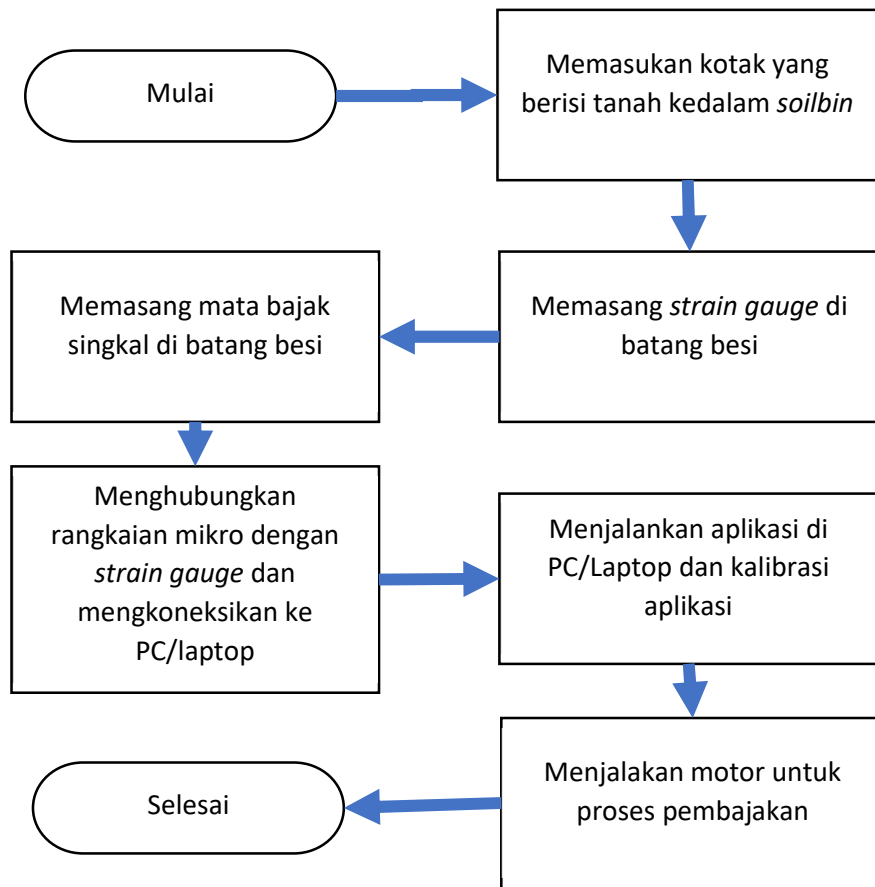 Mulai
Memasukan kotak yang
berisi tanah kedalam soilbin
Memasang strain gauge di
batang besi
Memasang mata bajak
singkal di batang besi
Menghubungkan
rangkaian mikro dengan
strain gauge dan
mengkoneksikan ke
PC/laptop
Menjalankan aplikasi di
PC/Laptop dan kalibrasi
aplikasi
Menjalakan motor untuk
proses pembajakan
Selesai